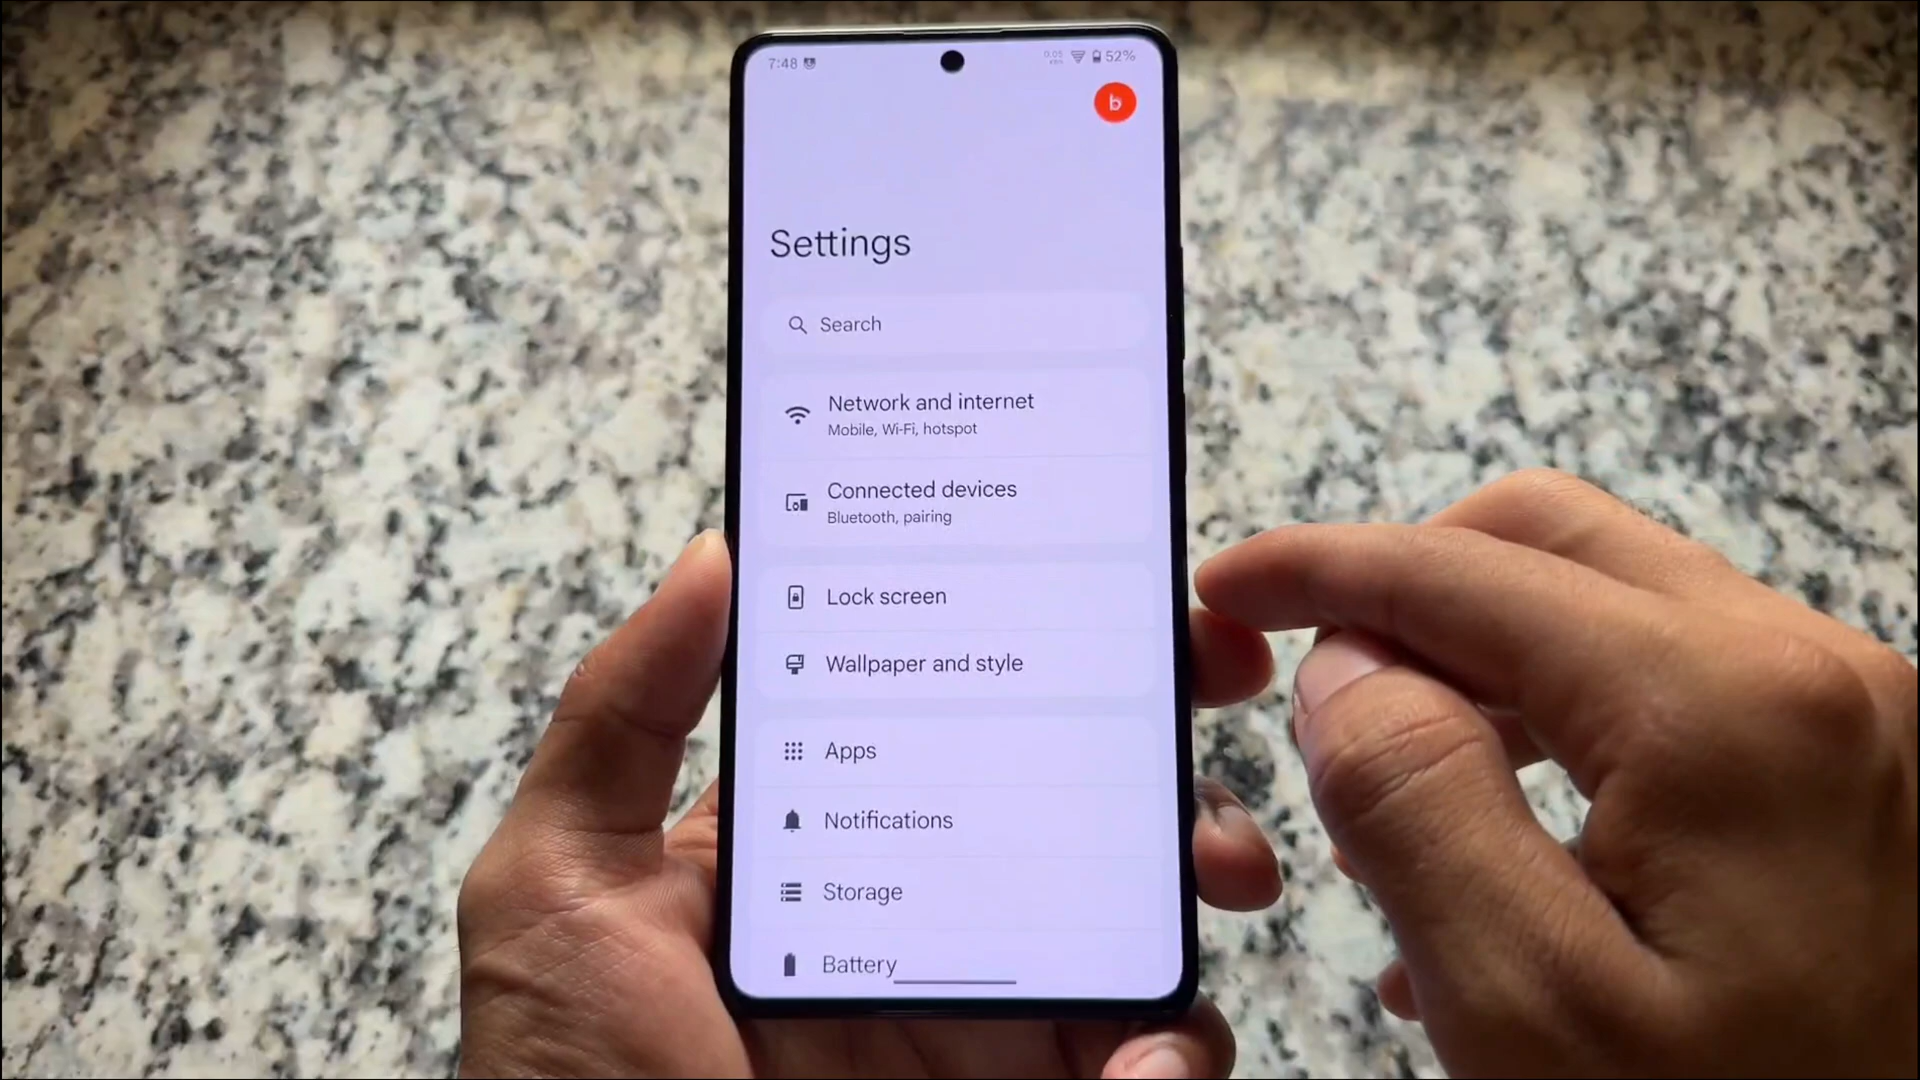 7:48
52%
b
Settings
Search
Network and internet
Mobile, Wi-Fi, hotspot
Connected devices
Bluetooth, pairing
Lock screen
Wallpaper and style
Apps
Notifications
Storage
Battery